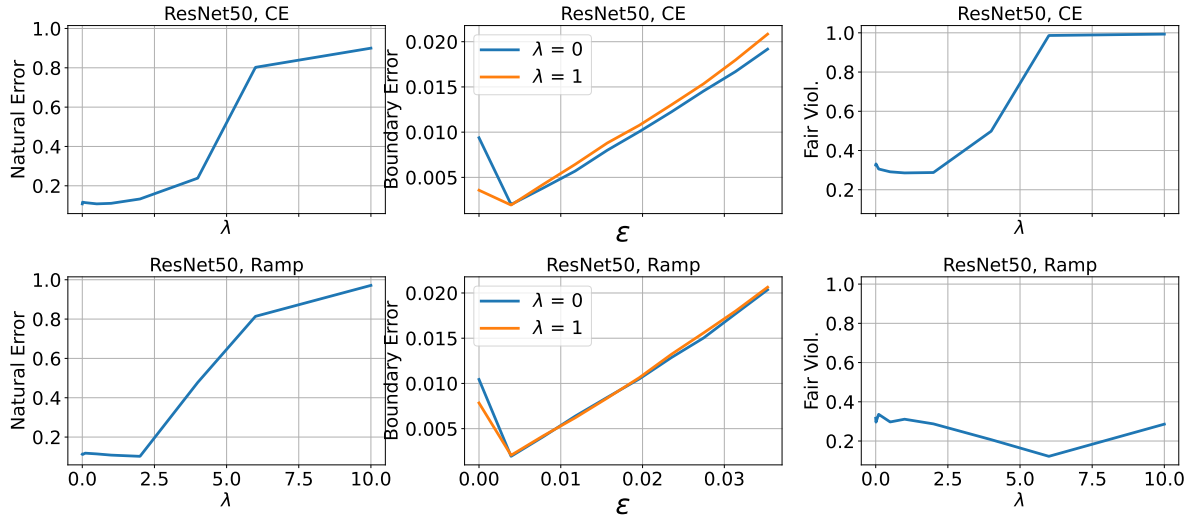 ResNet50, CE
Natural Error
1.0
0.8
0.6
0.4
0.2
λ
ResNet50, CE
Boundary Error
0.020
0.015
0.010
0.005
λ = 0
λ = 1
ε
ResNet50, CE
Fair Viol.
1.0
0.8
0.6
0.4
0.2
λ
ResNet50, Ramp
Natural Error
1.0
0.8
0.6
0.4
0.2
0.0 2.5 5.0 7.5 10.0
λ
ResNet50, Ramp
Boundary Error
0.020
0.015
0.010
0.005
λ = 0
λ = 1
0.00 0.01 0.02 0.03
ε
ResNet50, Ramp
Fair Viol.
1.0
0.8
0.6
0.4
0.2
0.0 2.5 5.0 7.5 10.0
λ